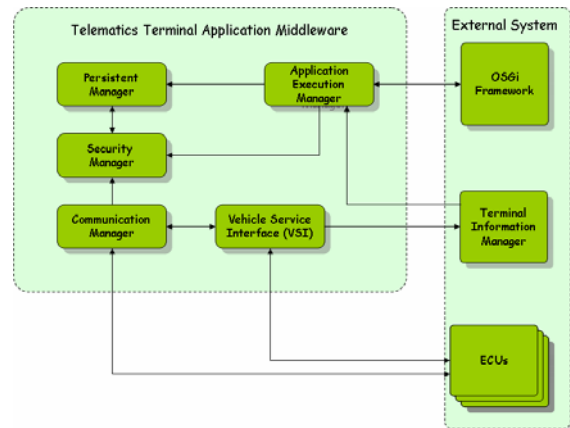 Telematics Terminal Application Middleware
External System
Persistent
Manager
Application
Execution
Manager
OSGi
Framework
Security
Manager
Communication
Manager
Vehicle Service
Interface (VSI)
Terminal
Information
Manager
ECUs